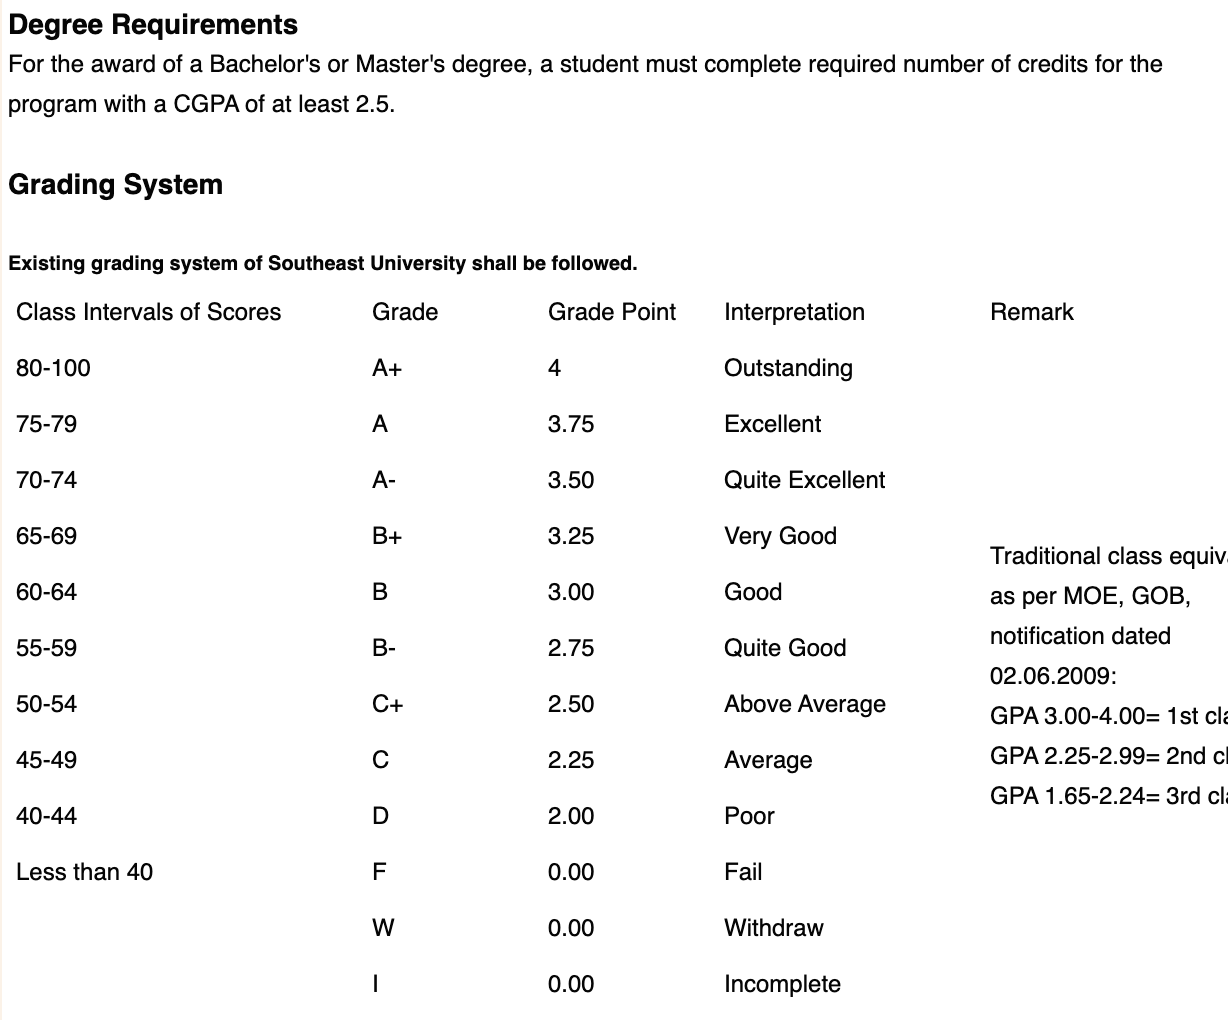 Degree Requirements
For the award of a Bachelor's or Master's degree, a student must complete required number of credits for the
program with a CGPA of at least 2.5.
Grading System
Existing grading system of Southeast University shall be followed.
Class Intervals of Scores Grade Grade Point Interpretation Remark
80-100 A+ 4 Outstanding
75-79 A 3.75 Excellent
70-74 A- 3.50 Quite Excellent
65-69 B+ 3.25 Very Good
60-64 B 3.00 Good
55-59 B- 2.75 Quite Good
50-54 C+ 2.50 Above Average
45-49 C 2.25 Average
40-44 D 2.00 Poor
Less than 40 F 0.00 Fail
W 0.00 Withdraw
I 0.00 Incomplete
Traditional class
as per MOE, GOB,
notification dated
02.06.2009:
GPA 3.00-4.00= 1st
GPA 2.25-2.99= 2nd
GPA 1.65-2.24= 3rd